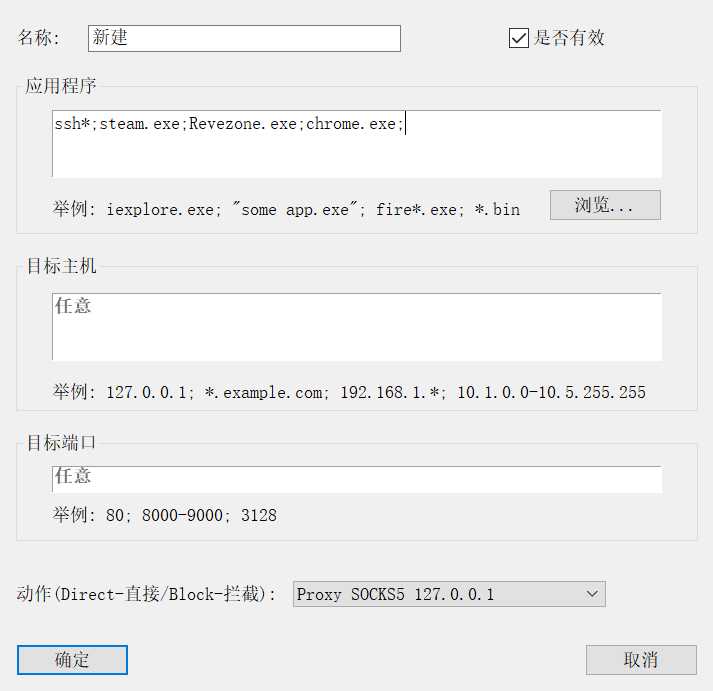 名称:
新建
是否有效
应用程序
ssh*;steam.exe;Revezone.exe;chrome.exe;
举例: iexplore.exe; "some app.exe"; fire*.exe; *.bin
浏览...
目标主机
任意
举例: 127.0.0.1; *.example.com; 192.168.1.*; 10.1.0.0-10.5.255.255
目标端口
任意
举例: 80; 8000-9000; 3128
动作(Direct-直接/Block-拦截):
Proxy SOCKS5 127.0.0.1
确定
取消